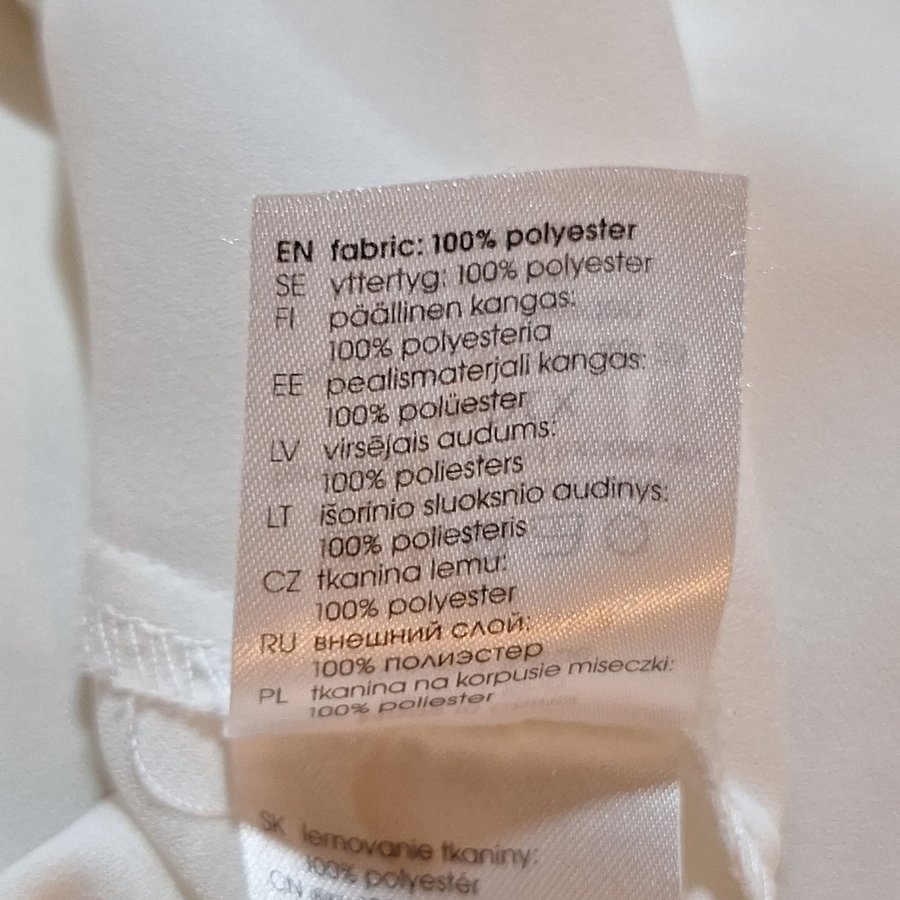 EN fabric: 100% polyester
SE yttertyg: 100% polyester
FI päällinen kangas:
100% polyesteria
EE pealismaterjali kangas:
100% polüester
LV virsējais audums:
100% poliesters
LT išorinio sluoksnio audinys:
100% poliesteris
CZ tkanina lemu:
100% polyester
RU внешний слой:
100% полиэстер
PL tkanina na korpusie miseczki:
100% poliester
SK lemovanie tkaniny:
100% polyestér
CN